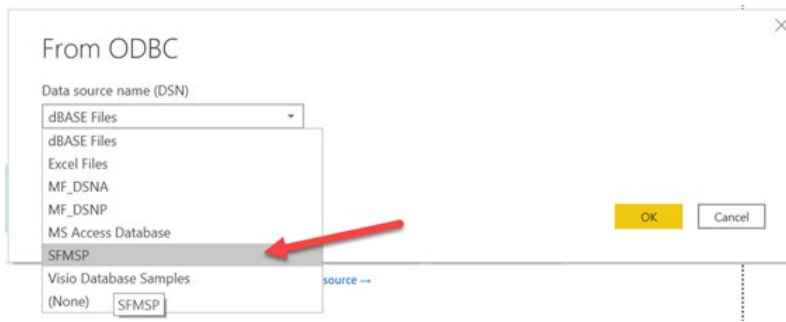 From ODBC
Data source name (DSN)
dBASE Files
dBASE Files
Excel Files
MF_DSNA
MF_DSNP
OK Cancel
MS Access Database
SFMSP
Visio Database Samples
source →
(None)
SFMSP